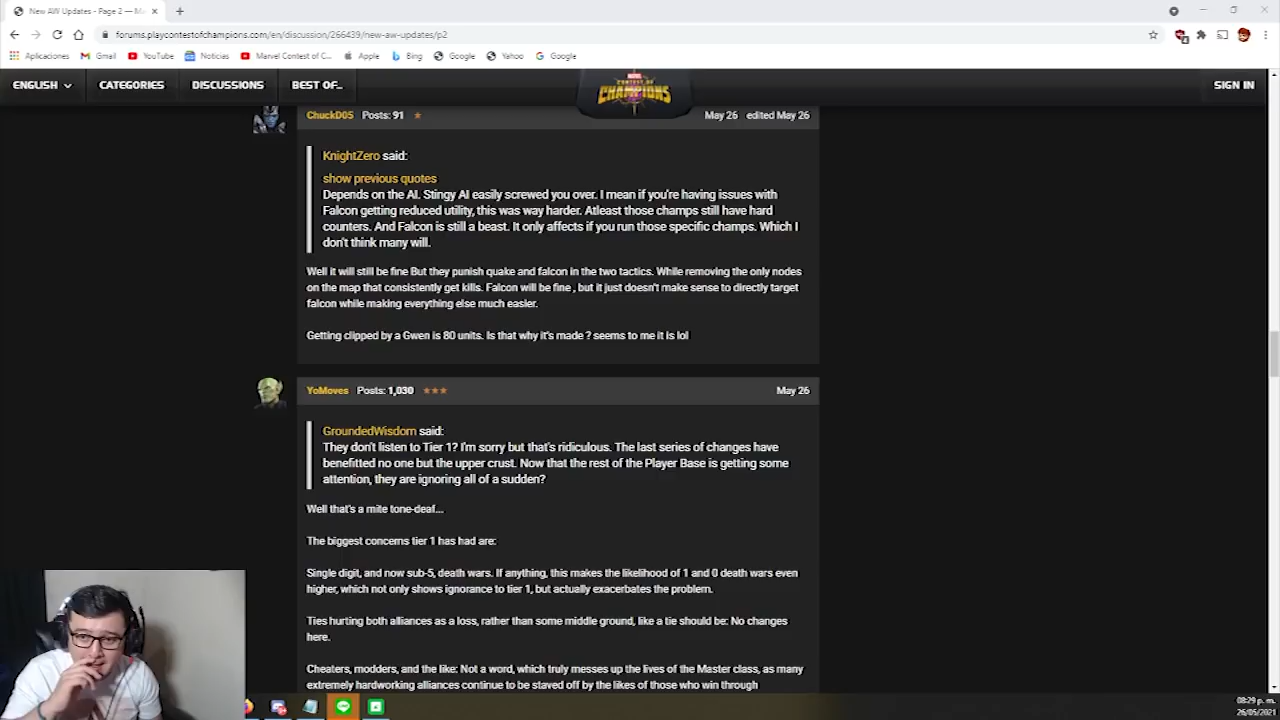 New AW Updates - Page 2 — Ma
forums.playcontestofchampions.com/en/discussion/266439/new-aw-updates/p2
Aplicaciones Gmail YouTube Noticias Marvel Contest of C... Apple Bing Google Yahoo Google
ENGLISH CATEGORIES DISCUSSIONS BEST OF... MARVEL CONTEST OF CHAMPIONS SIGN IN
ChuckD05 Posts: 91 May 26 edited May 26
KnightZero said:
show previous quotes
Depends on the AI. Stingy AI easily screwed you over. I mean if you're having issues with
Falcon getting reduced utility, this was way harder. Atleast those champs still have hard
counters. And Falcon is still a beast. It only affects if you run those specific champs. Which I
don't think many will.
Well it will still be fine But they punish quake and falcon in the two tactics. While removing the only nodes
on the map that consistently get kills. Falcon will be fine , but it just doesn't make sense to directly target
falcon while making everything else much easier.
Getting clipped by a Gwen is 80 units. Is that why it's made ? seems to me it is lol
YoMoves Posts: 1,030 May 26
GroundedWisdom said:
They don't listen to Tier 1? I'm sorry but that's ridiculous. The last series of changes have
benefitted no one but the upper crust. Now that the rest of the Player Base is getting some
attention, they are ignoring all of a sudden?
Well that's a mite tone-deaf...
The biggest concerns tier 1 has had are:
Single digit, and now sub-5, death wars. If anything, this makes the likelihood of 1 and 0 death wars even
higher, which not only shows ignorance to tier 1, but actually exacerbates the problem.
Ties hurting both alliances as a loss, rather than some middle ground, like a tie should be: No changes
here.
Cheaters, modders, and the like: Not a word, which truly messes up the lives of the Master class, as many
extremely hardworking alliances continue to be staved off by the likes of those who win through
08:29 p. m.
26/05/2021